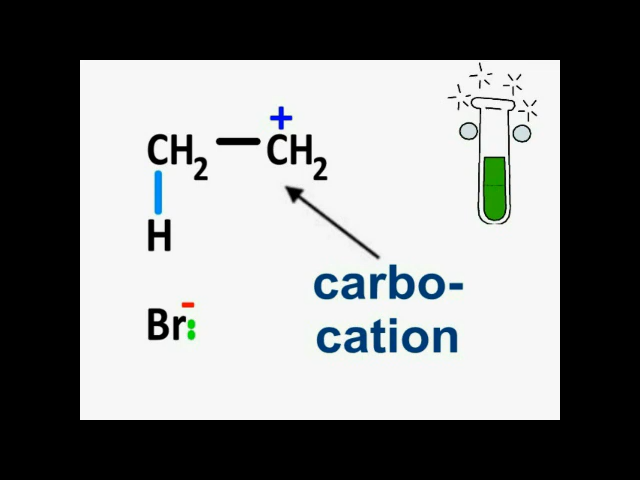 +
CH₂ — CH₂
H
Br⁻:
carbo-
cation